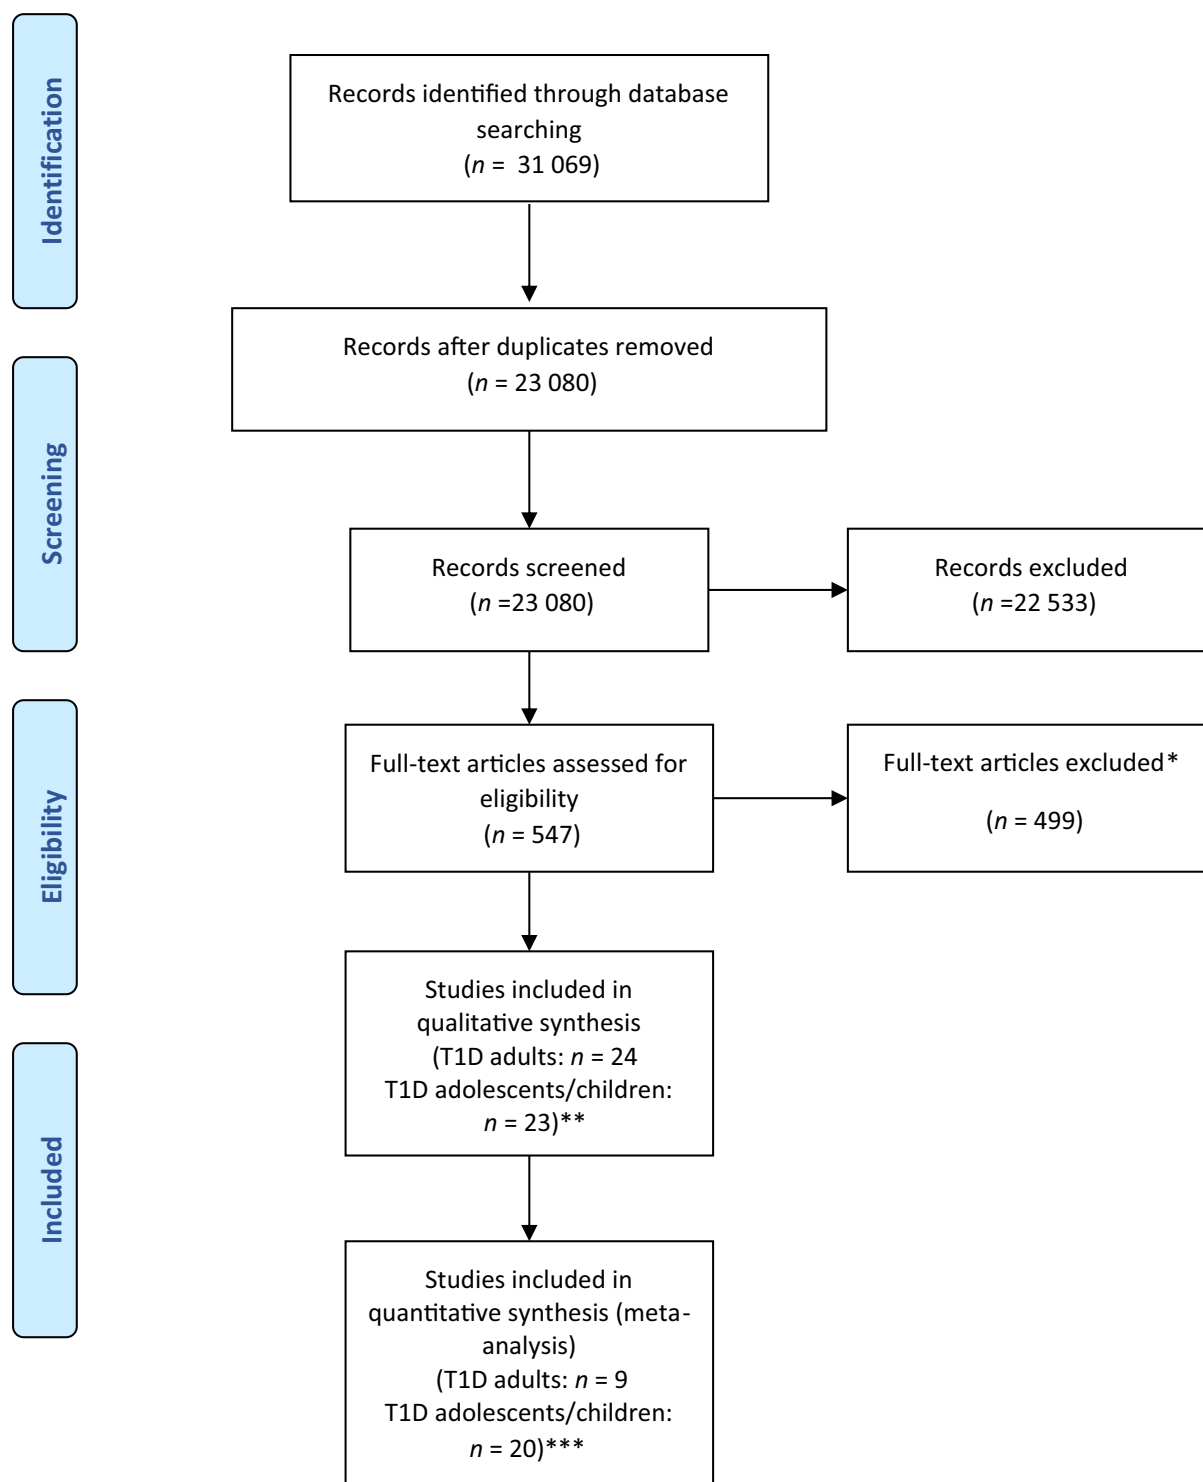 Identification
Records identified through database
searching
(n = 31 069)
Records after duplicates removed
(n = 23 080)
Screening
Records screened
(n =23 080)
Records excluded
(n =22 533)
Eligibility
Full-text articles assessed for
eligibility
(n = 547)
Full-text articles excluded*
(n = 499)
Studies included in
qualitative synthesis
(T1D adults: n = 24
T1D adolescents/children:
n = 23)**
Included
Studies included in
quantitative synthesis (meta-
analysis)
(T1D adults: n = 9
T1D adolescents/children:
n = 20)***